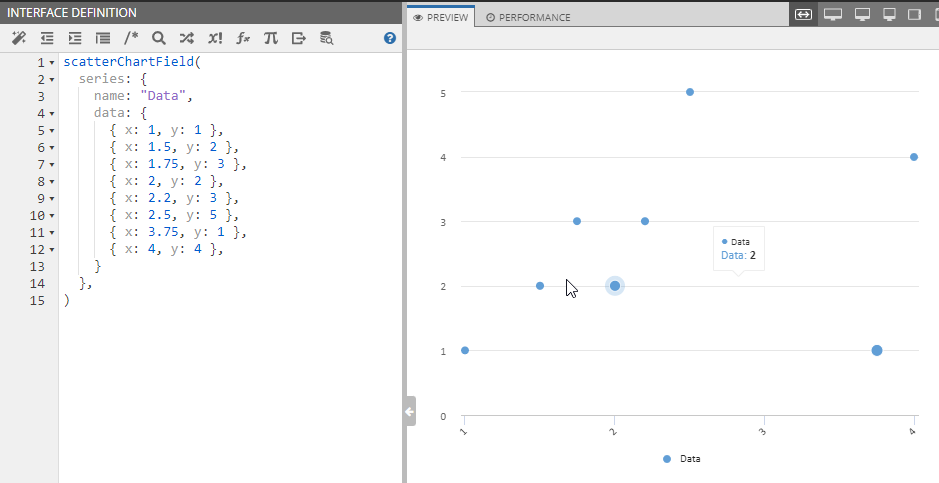 INTERFACE DEFINITION
/* x! f× π ?
1 scatterChartField(
2 series: {
3 name: "Data",
4 data: {
5 { x: 1, y: 1 },
6 { x: 1.5, y: 2 },
7 { x: 1.75, y: 3 },
8 { x: 2, y: 2 },
9 { x: 2.2, y: 3 },
10 { x: 2.5, y: 5 },
11 { x: 3.75, y: 1 },
12 { x: 4, y: 4 },
13 }
14 },
15 )
PREVIEW PERFORMANCE
5
4
3
2
1
0
Data
Data: 2
1 2 3 4
Data